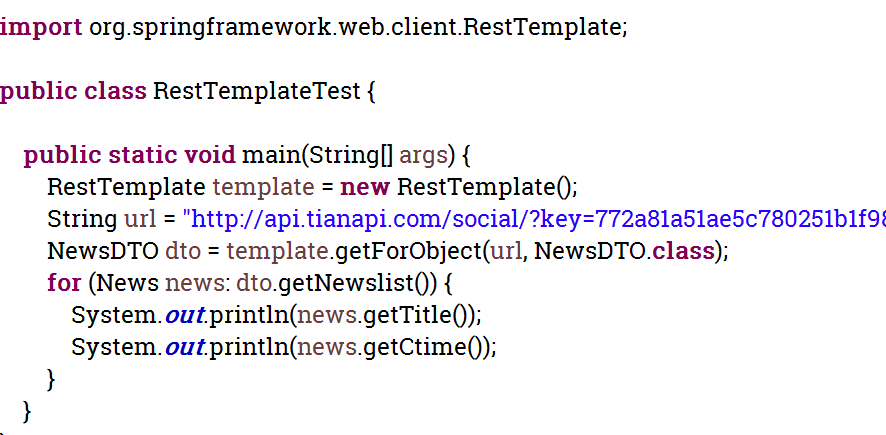 import org.springframework.web.client.RestTemplate;
public class RestTemplateTest {
public static void main(String[] args) {
RestTemplate template = new RestTemplate();
String url = "http://api.tianapi.com/social/?key=772a81a51ae5c780251b1f98
NewsDTO dto = template.getForObject(url, NewsDTO.class);
for (News news: dto.getNewslist()) {
System.out.println(news.getTitle());
System.out.println(news.getCtime());
}
}